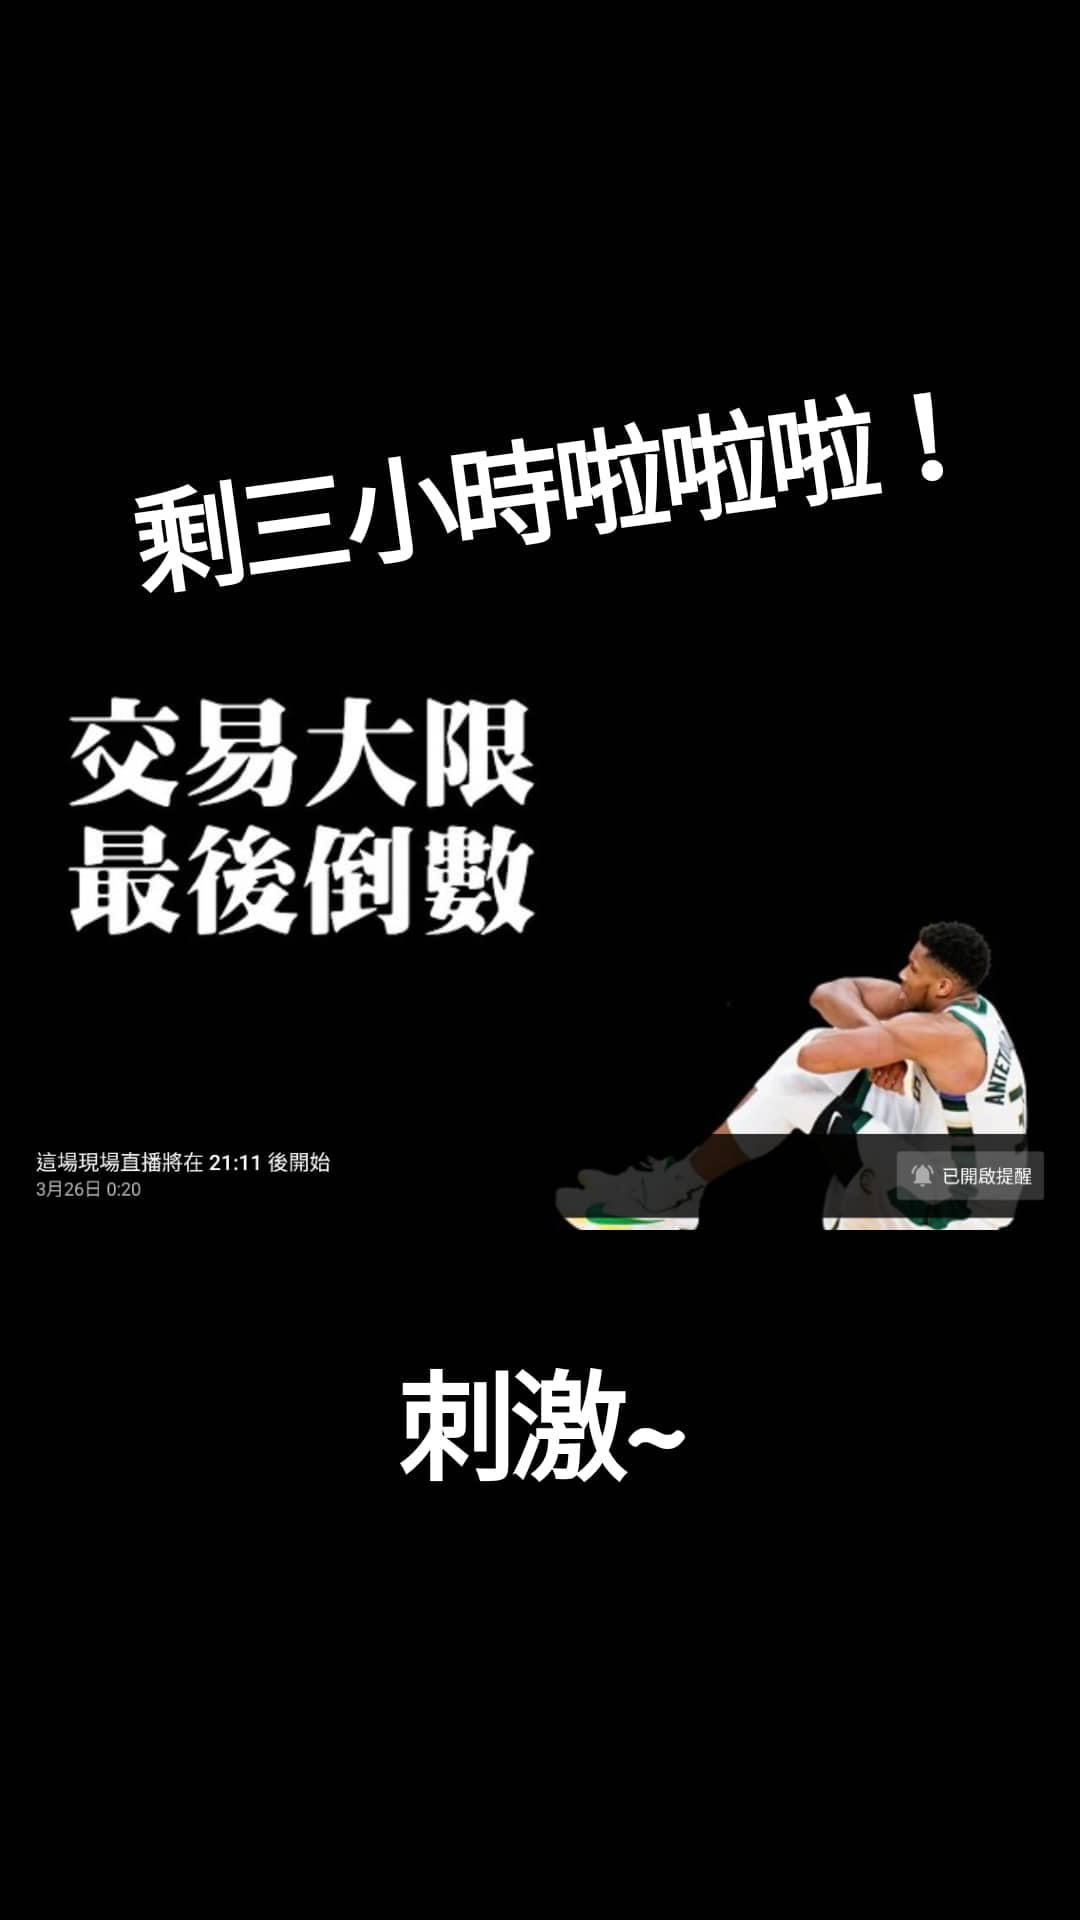 剩三小時啦啦啦！
交易大限
最後倒數
這場現場直播將在 21:11 後開始
3月26日 0:20
已開啟提醒
刺激~